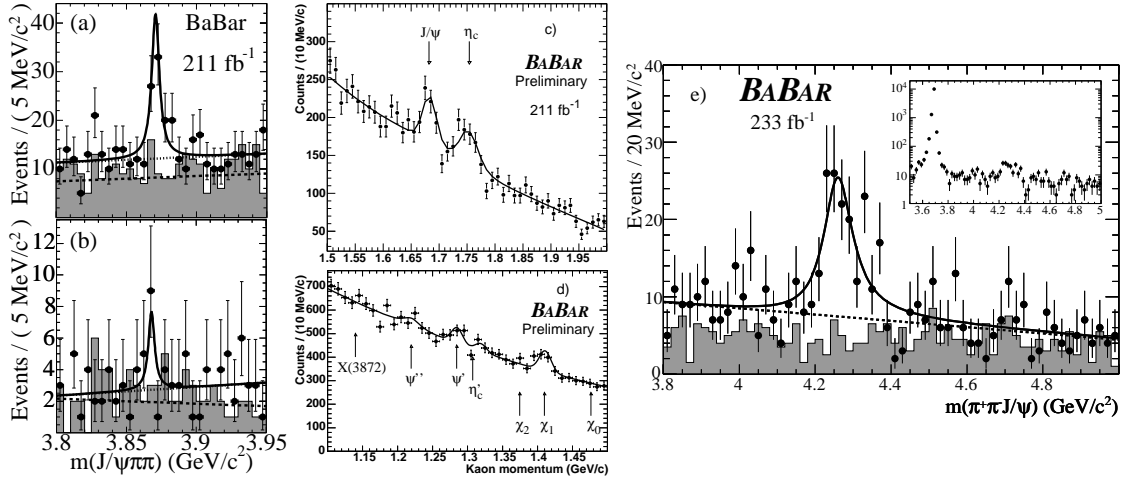 (a) BaBar
211 fb-1
Events / ( 5 MeV/c2 )
40
30
20
10
(b)
Events / ( 5 MeV/c2 )
12
10
8
6
4
2
3.8 3.85 3.9 3.95
m(J/ψππ) (GeV/c2)
c)
J/ψ ηc
BABAR
Preliminary
211 fb-1
Counts / (10 MeV/c)
350
300
250
200
150
100
50
1.5 1.55 1.6 1.65 1.7 1.75 1.8 1.85 1.9 1.95
d)
BABAR
Preliminary
Counts / (10 MeV/c)
700
600
500
400
300
200
100
0
X(3872) ψ'' ψ' η'c
χ2 χ1 χ0
1.15 1.2 1.25 1.3 1.35 1.4 1.45
Kaon momentum (GeV/c)
e) BABAR
233 fb-1
Events / 20 MeV/c2
40
30
20
10
0
3.8 4 4.2 4.4 4.6 4.8
m(π+π-J/ψ) (GeV/c2)
104
103
102
10
1
3.6 3.8 4 4.2 4.4 4.6 4.8 5